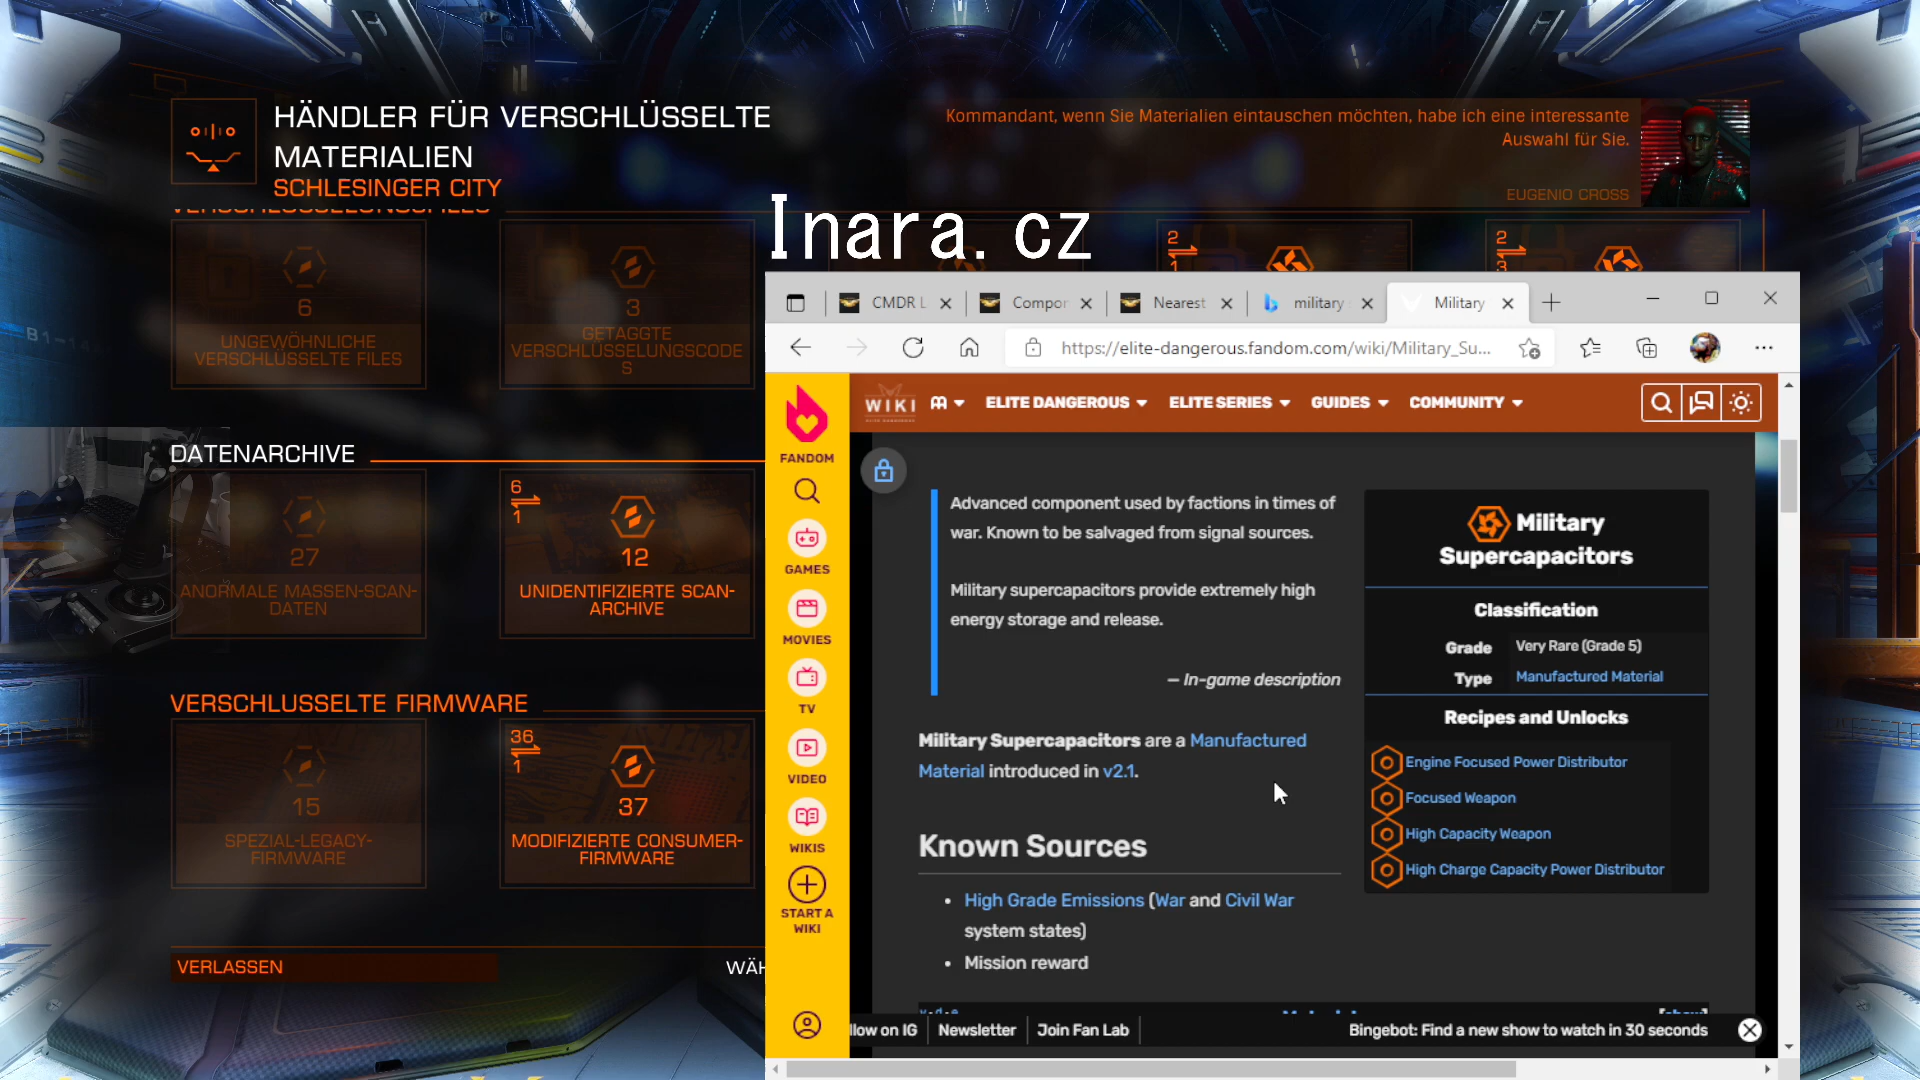 HÄNDLER FÜR VERSCHLÜSSELTE
MATERIALIEN
SCHLESINGER CITY
Kommandant, wenn Sie Materialien eintauschen möchten, habe ich eine interessante
Auswahl für Sie.
EUGENIO CROSS
Inara.cz
6
UNGEWÖHNLICHE
VERSCHLÜSSELTE FILES
3
GETAGGTE
VERSCHLÜSSELUNGSCODE
S
2
1
2
3
B1-1
DATENARCHIVE
27
ANORMALE MASSEN-SCAN-
DATEN
6
1
12
UNIDENTIFIZIERTE SCAN-
ARCHIVE
VERSCHLÜSSELTE FIRMWARE
15
SPEZIAL-LEGACY-
FIRMWARE
36
1
37
MODIFIZIERTE CONSUMER-
FIRMWARE
VERLASSEN
WÄH
CMDR L
Compor
Nearest
military
Military
https://elite-dangerous.fandom.com/wiki/Military_Su...
WIKI
ELITE DANGEROUS
ELITE SERIES
GUIDES
COMMUNITY
FANDOM
GAMES
MOVIES
TV
VIDEO
WIKIS
START A
WIKI
Advanced component used by factions in times of
war. Known to be salvaged from signal sources.
Military supercapacitors provide extremely high
energy storage and release.
— In-game description
Military Supercapacitors are a Manufactured
Material introduced in v2.1.
Known Sources
• High Grade Emissions (War and Civil War
system states)
• Mission reward
Military
Supercapacitors
Classification
Grade Very Rare (Grade 5)
Type Manufactured Material
Recipes and Unlocks
Engine Focused Power Distributor
Focused Weapon
High Capacity Weapon
High Charge Capacity Power Distributor
llow on IG
Newsletter
Join Fan Lab
Bingebot: Find a new show to watch in 30 seconds